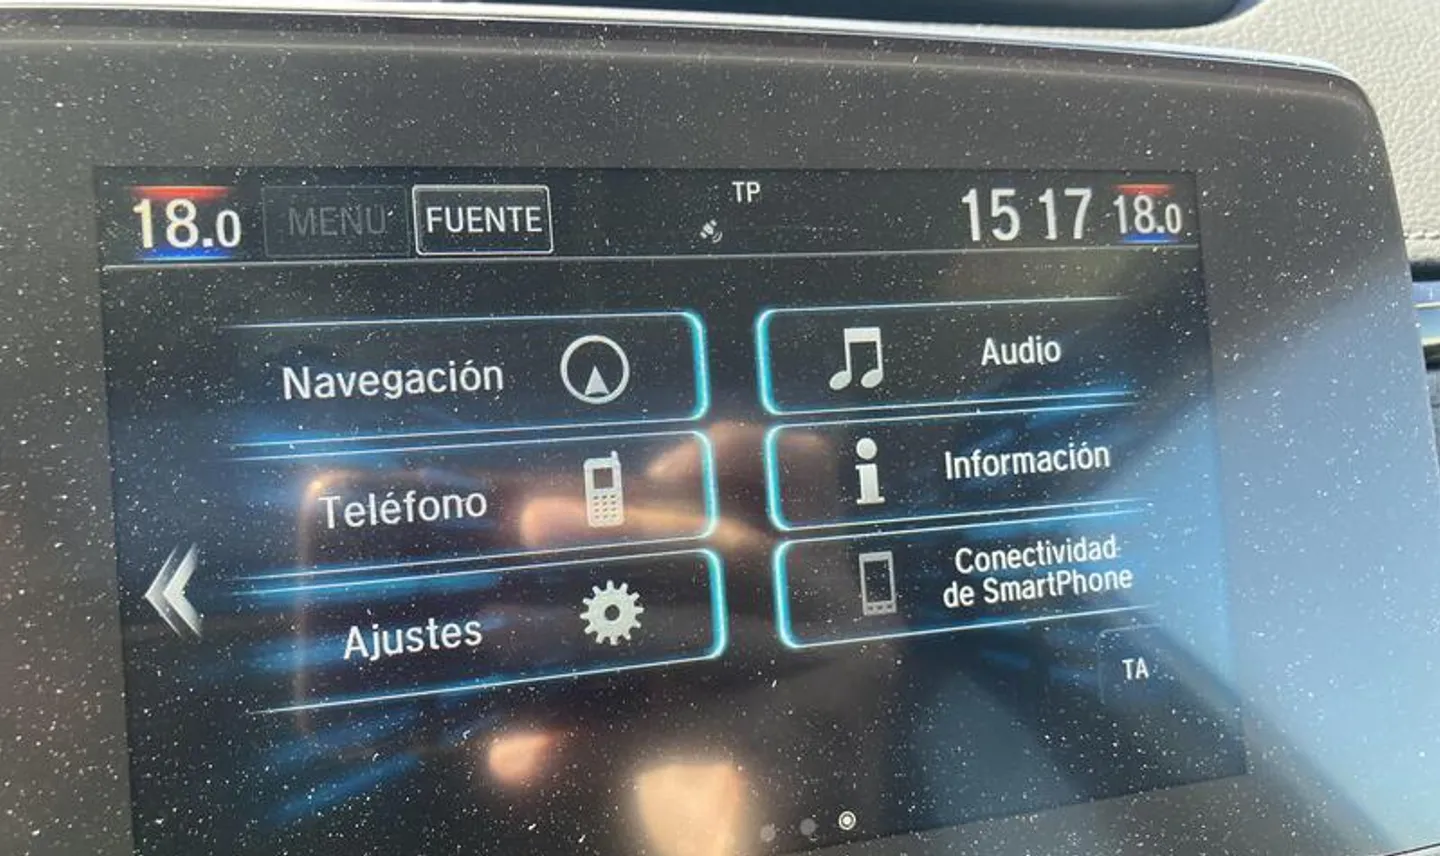 18.0 MENU FUENTE TP 15 17 18.0
Navegación Audio
Teléfono Información
Ajustes Conectividad
de SmartPhone
TA